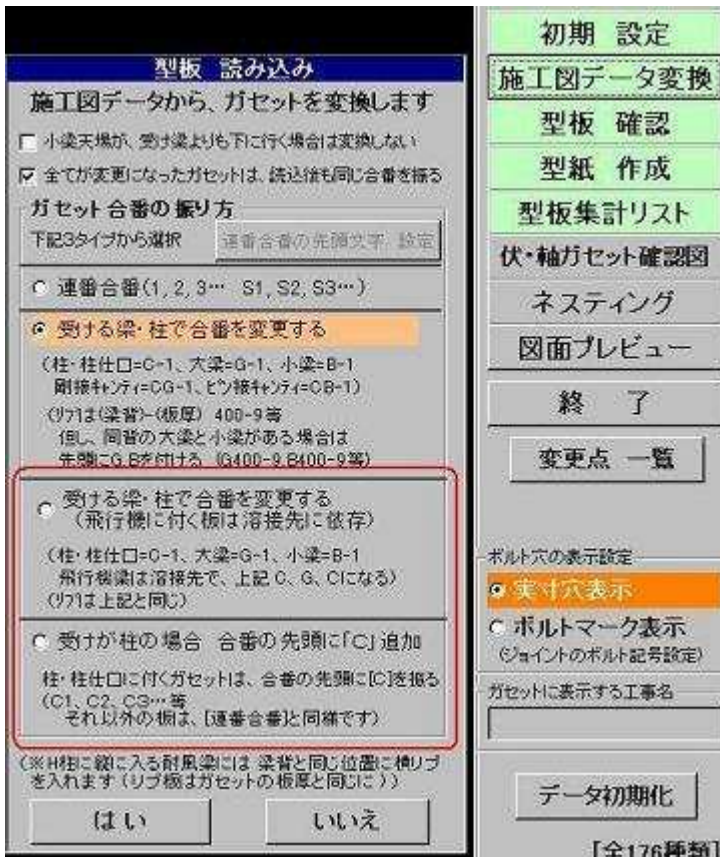 型板 読み込み
施工図データから、ガセットを変換します
小梁天場が、受け梁よりも下に行く場合は変換しない
全てが変更になったガセットは、読込後も同じ合番を振る
ガセット合番の振り方
下記3タイプから選択
連番合番の先頭文字 設定
連番合番(1, 2, 3… S1, S2, S3…)
受ける梁・柱で合番を変更する
(柱・柱仕口=C-1、大梁=G-1、小梁=B-1
剛接キャンティ=CG-1、ピン接キャンティ=CB-1)
(リブは(梁背)-(板厚) 400-9等
但し、同背の大梁と小梁がある場合は
先頭にG,Bを付ける (G400-9,B400-9等)
受ける梁・柱で合番を変更する
(飛行機に付く板は溶接先に依存)
(柱・柱仕口=C-1、大梁=G-1、小梁=B-1
飛行機梁は溶接先で、上記 C、G、Cになる)
(リブは上記と同じ)
受けが柱の場合 合番の先頭に「C」追加
柱・柱仕口に付くガセットは、合番の先頭に[C]を振る
(C1、C2、C3…等
それ以外の板は、[連番合番]と同様です)
(※H柱に縦に入る耐風梁には 梁背と同じ位置に横リブ
を入れます (リブ板はガセットの板厚と同じに))
はい
いいえ
初期 設定
施工図データ変換
型板 確認
型紙 作成
型板集計リスト
伏・軸ガセット確認図
ネスティング
図面プレビュー
終 了
変更点 一覧
ボルト穴の表示設定
実寸穴表示
ボルトマーク表示
(ジョイントのボルト記号設定)
ガセットに表示する工事名
データ初期化
[全176種類]